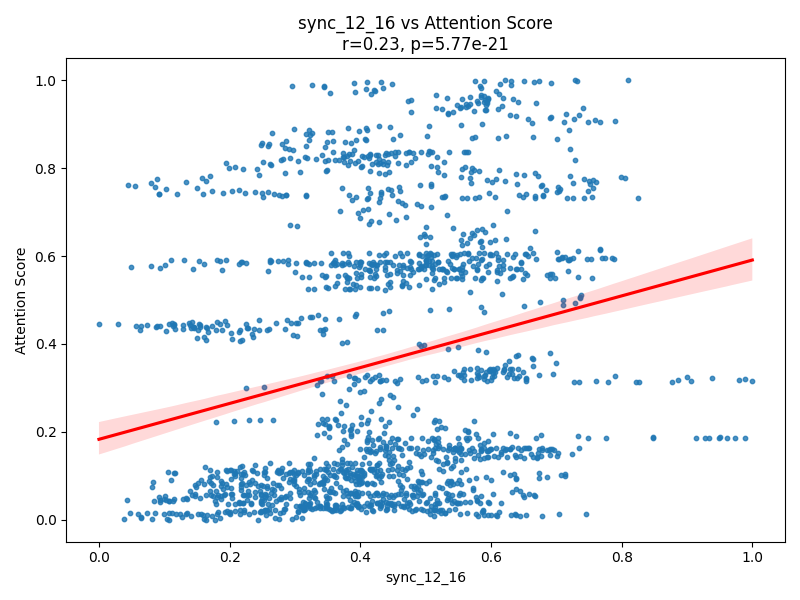 sync_12_16 vs Attention Score
r=0.23, p=5.77e-21
1.0
0.8
0.6
0.4
0.2
0.0
Attention Score
0.0 0.2 0.4 0.6 0.8 1.0
sync_12_16